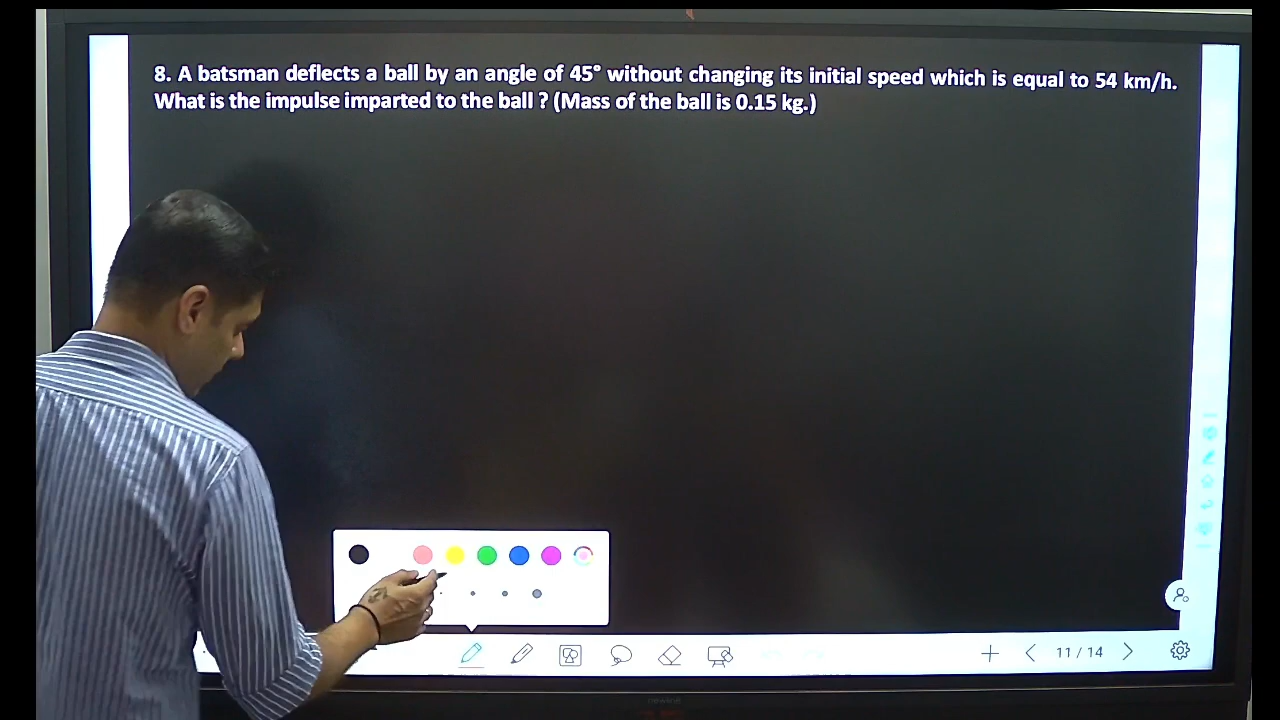 8. A batsman deflects a ball by an angle of 45° without changing its initial speed which is equal to 54 km/h.
What is the impulse imparted to the ball ? (Mass of the ball is 0.15 kg.)
11 / 14